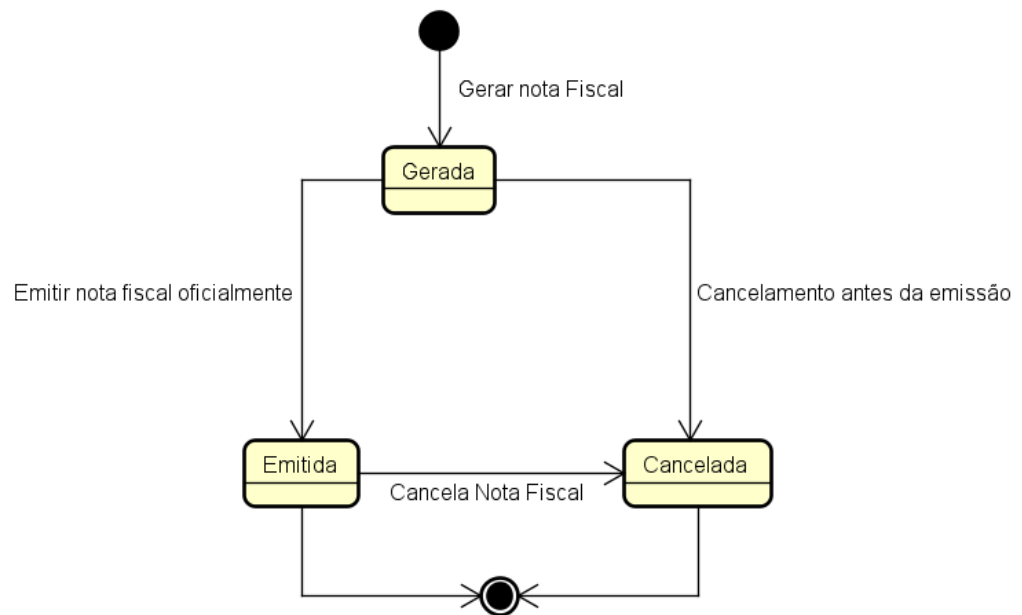 Gerar nota Fiscal
Gerada
Emitir nota fiscal oficialmente
Cancelamento antes da emissão
Emitida
Cancela Nota Fiscal
Cancelada